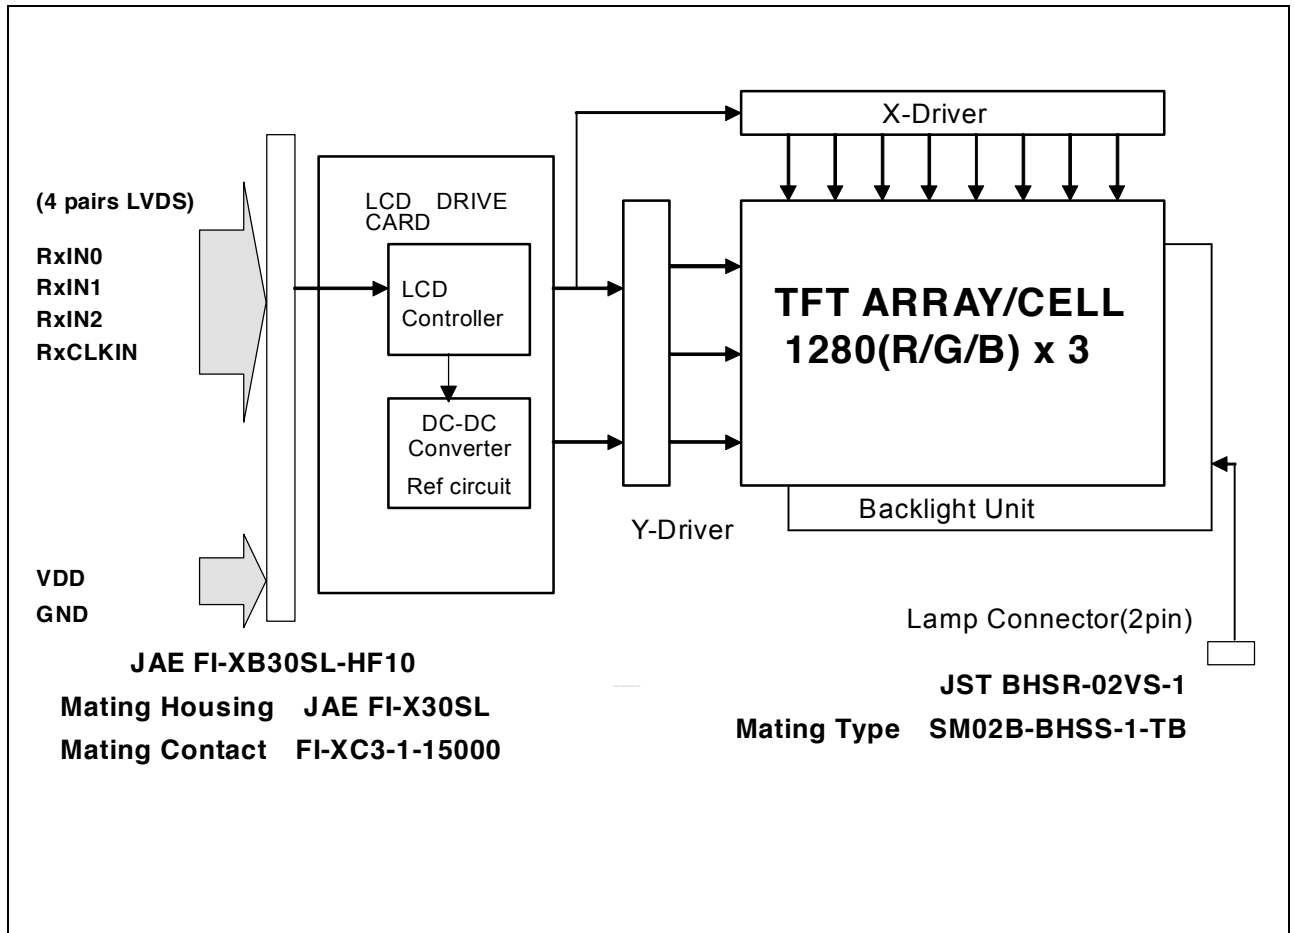 X-Driver
(4 pairs LVDS)
RxIN0
RxIN1
RxIN2
RxCLKIN
LCD DRIVE
CARD
LCD
Controller
DC-DC
Converter
Ref circuit
TFT ARRAY/CELL
1280(R/G/B) x 3
Y-Driver
Backlight Unit
VDD
GND
Lamp Connector(2pin)
JAE FI-XB30SL-HF10
Mating Housing JAE FI-X30SL
Mating Contact FI-XC3-1-15000
JST BHSR-02VS-1
Mating Type SM02B-BHSS-1-TB